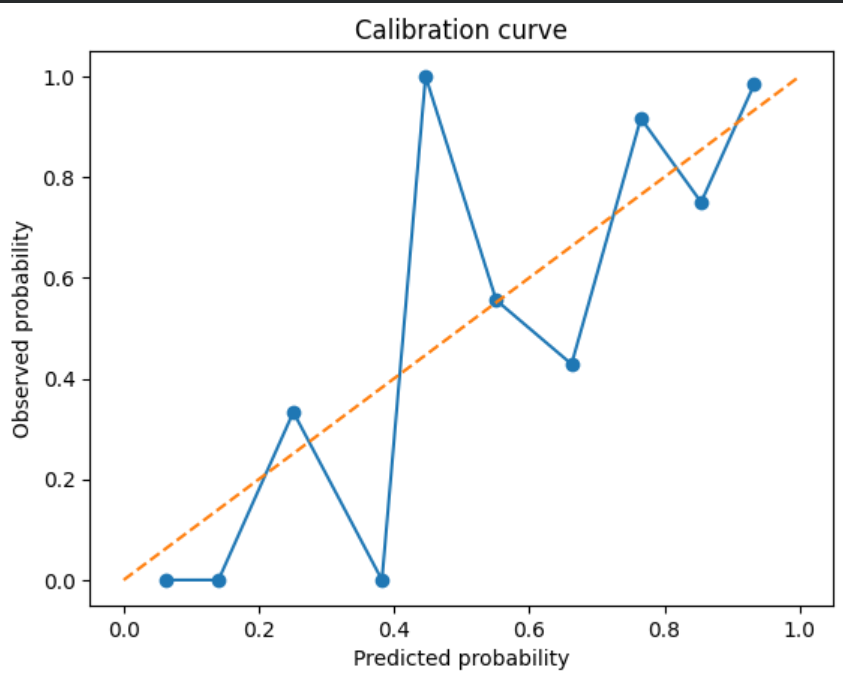 Calibration curve
1.0
0.8
0.6
0.4
0.2
0.0
Observed probability
0.0 0.2 0.4 0.6 0.8 1.0
Predicted probability